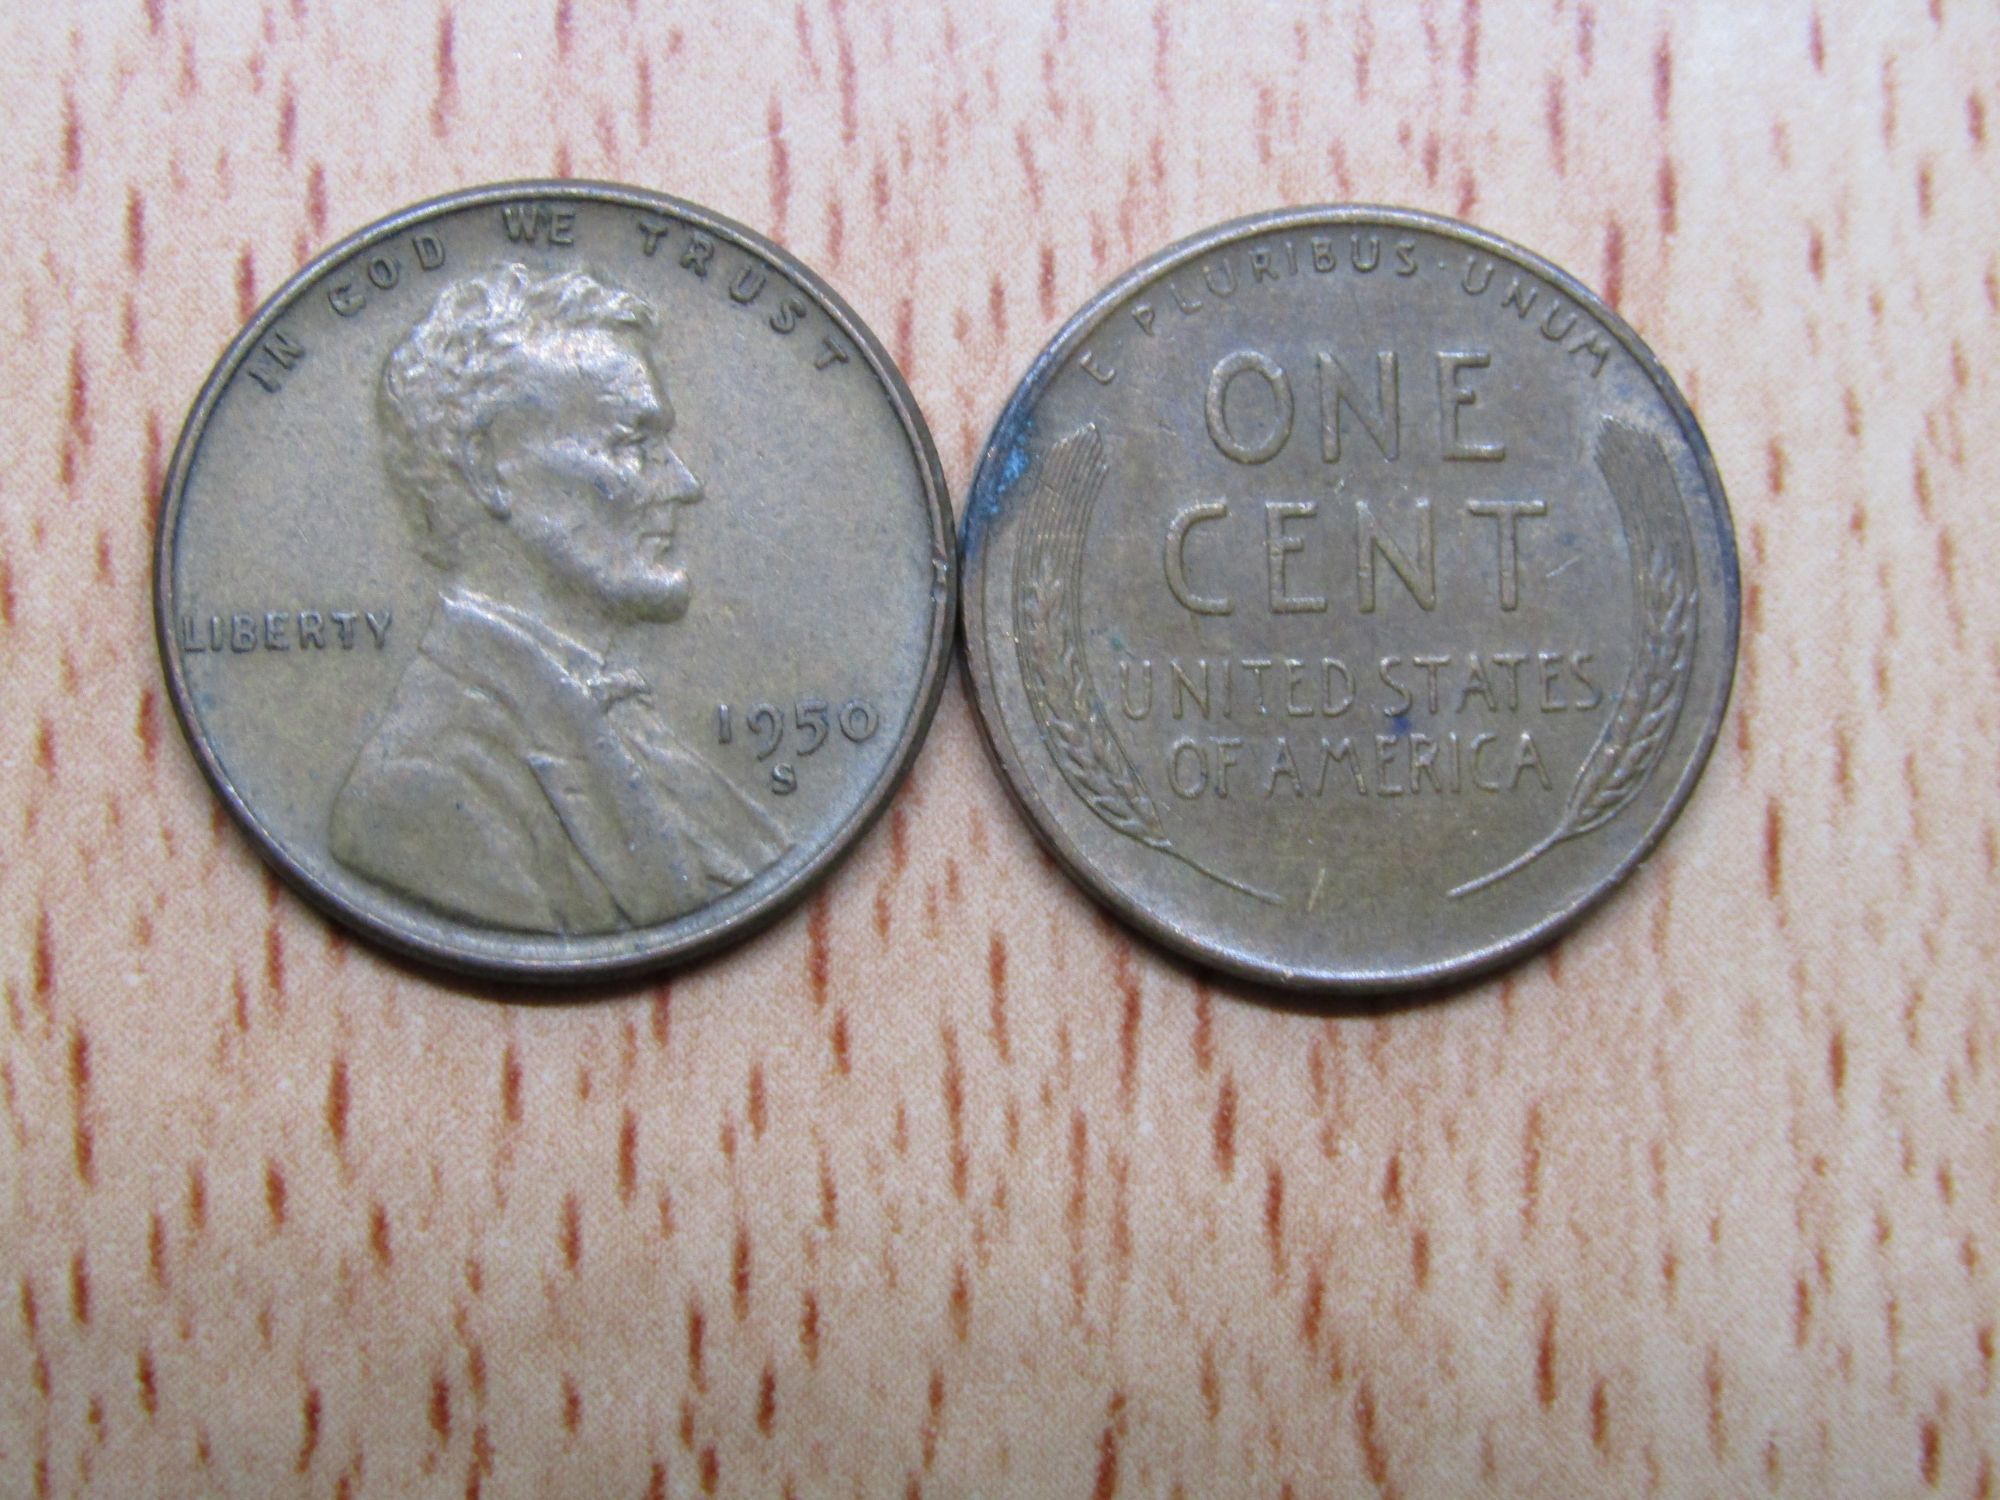 IN GOD WE TRUST
LIBERTY
1950
S
E·PLURIBUS·UNUM
ONE
CENT
UNITED STATES
OF AMERICA